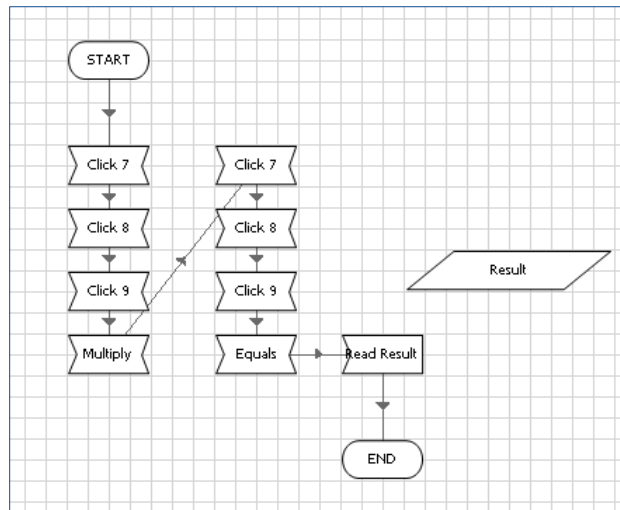 START
Click 7
Click 8
Click 9
Multiply
Click 7
Click 8
Click 9
Equals
Read Result
END
Result